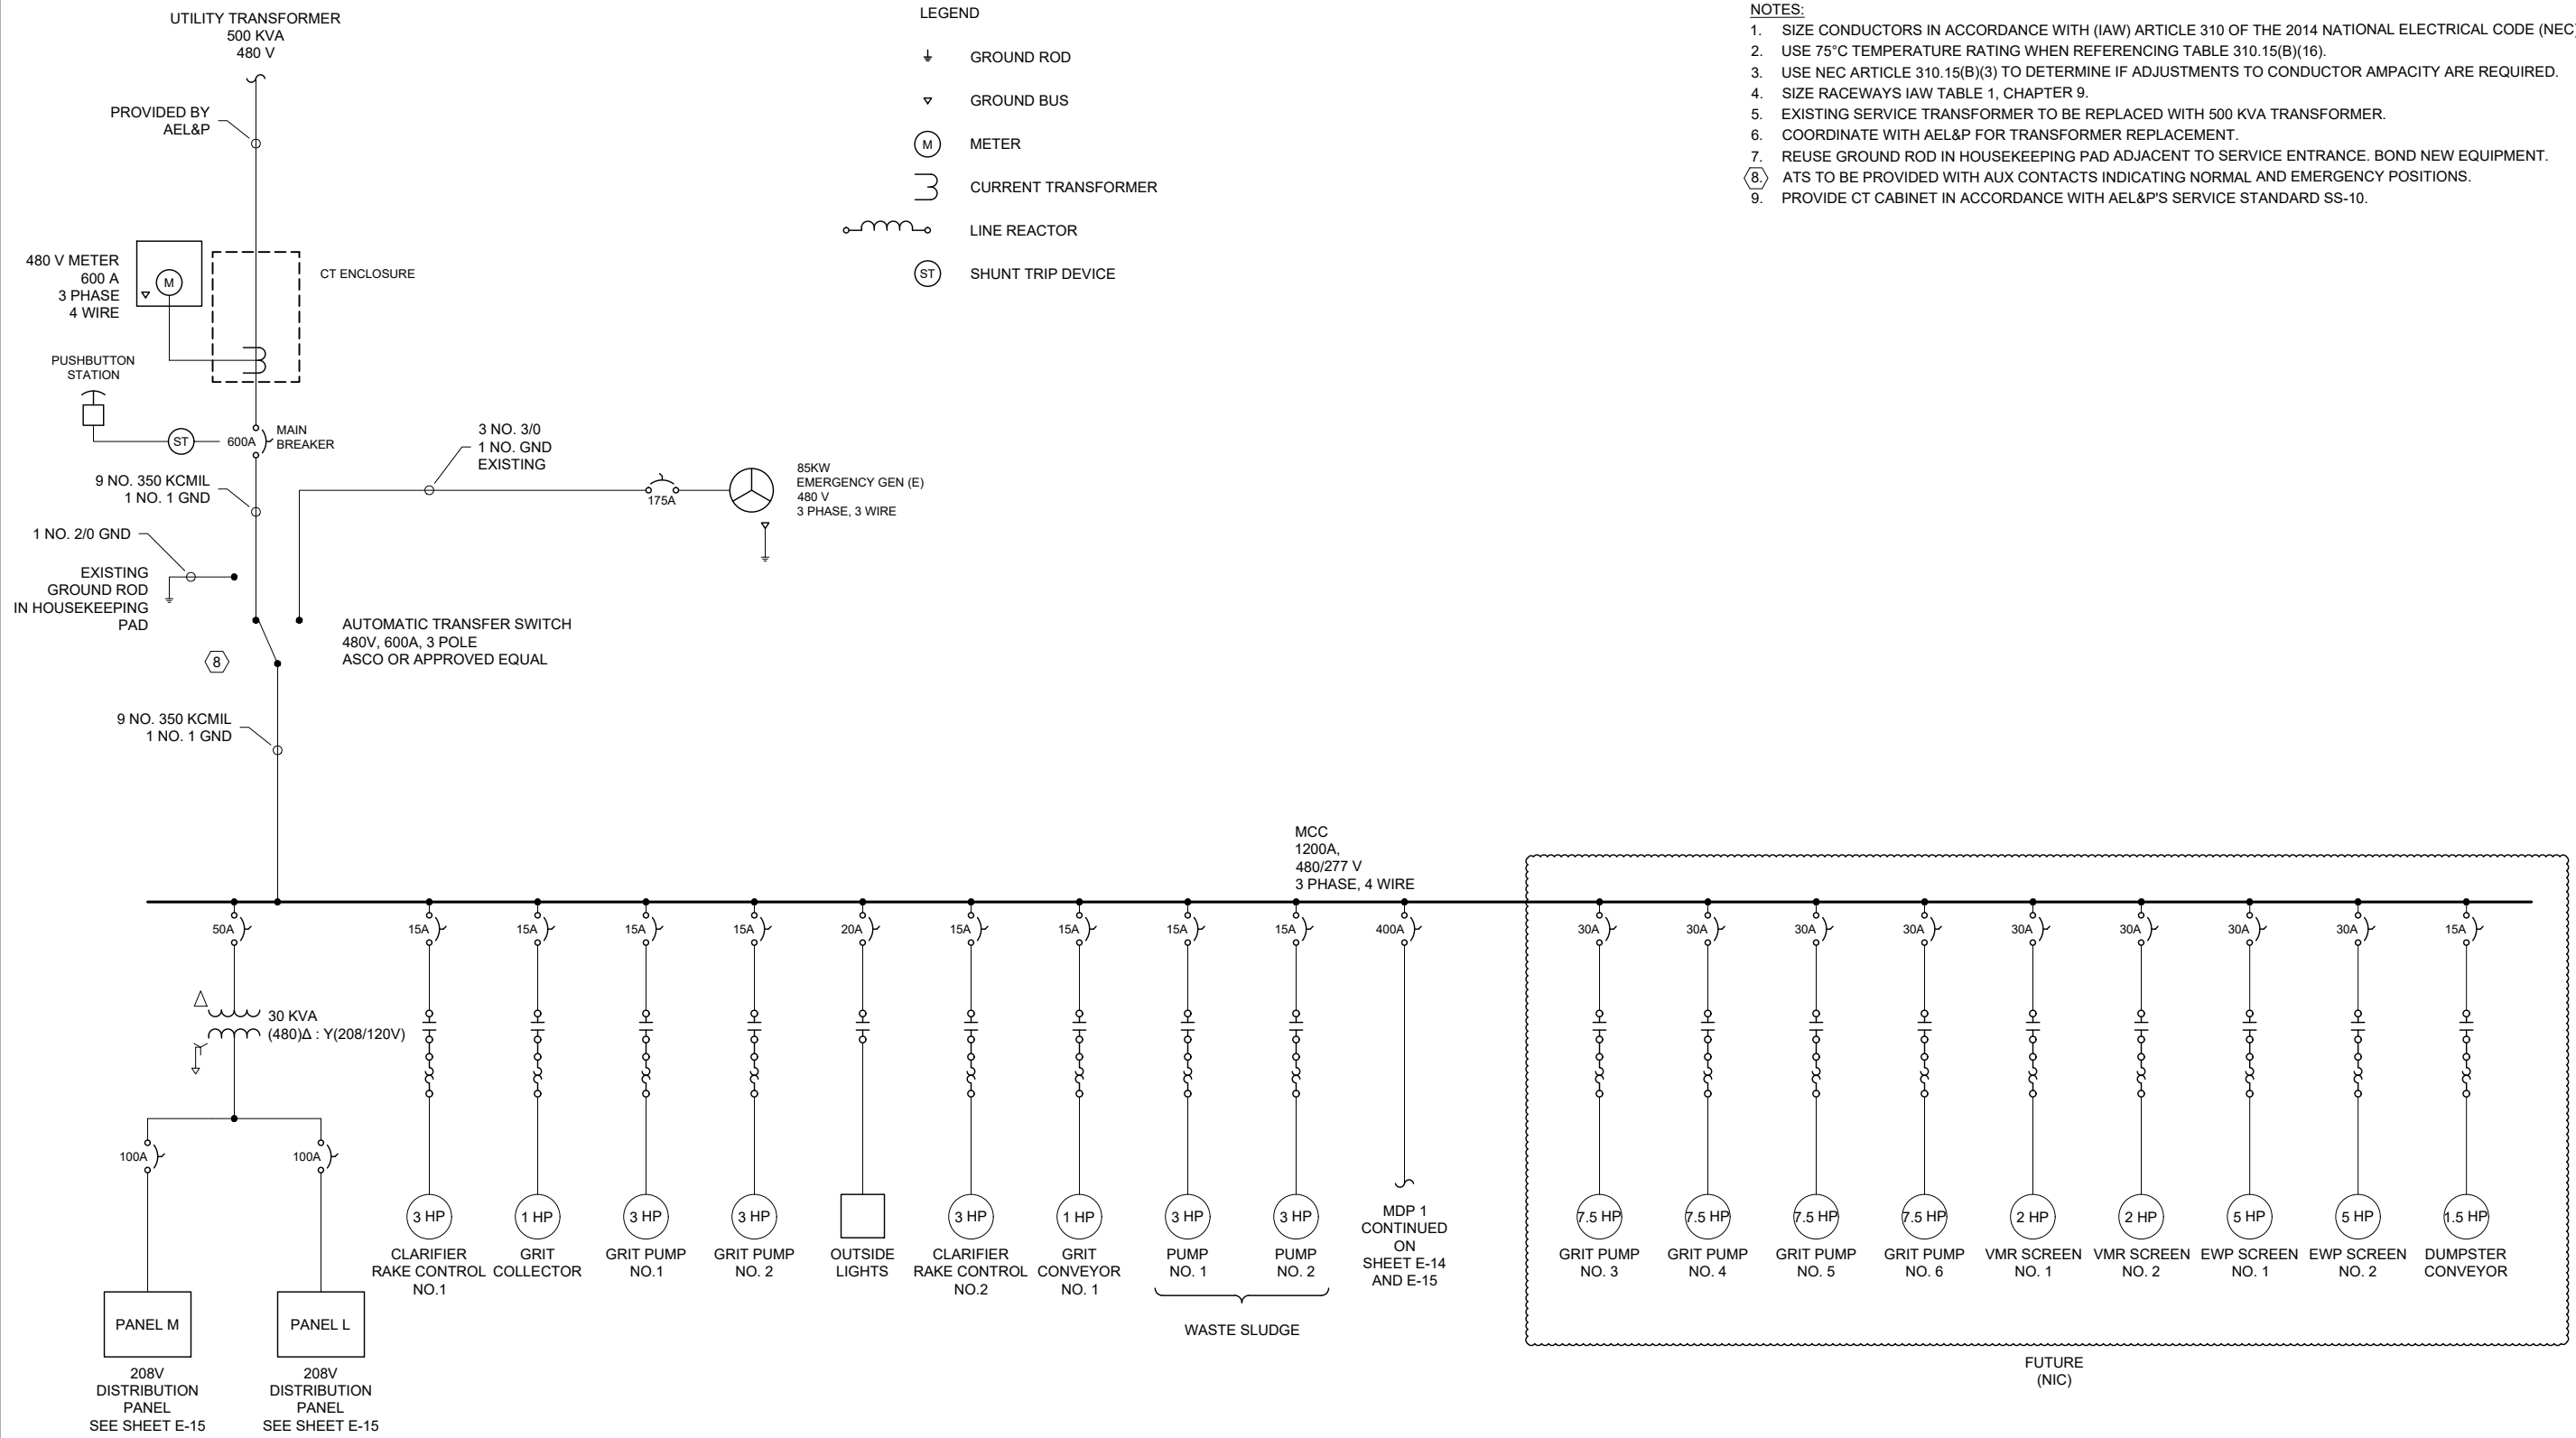 UTILITY TRANSFORMER
500 KVA
480 V
PROVIDED BY
AEL&P
480 V METER
600 A
3 PHASE
4 WIRE
M
CT ENCLOSURE
PUSHBUTTON
STATION
ST
600A
MAIN
BREAKER
9 NO. 350 KCMIL
1 NO. 1 GND
1 NO. 2/0 GND
EXISTING
GROUND ROD
IN HOUSEKEEPING
PAD
8
3 NO. 3/0
1 NO. GND
EXISTING
175A
85KW
EMERGENCY GEN (E)
480 V
3 PHASE, 3 WIRE
AUTOMATIC TRANSFER SWITCH
480V, 600A, 3 POLE
ASCO OR APPROVED EQUAL
9 NO. 350 KCMIL
1 NO. 1 GND
LEGEND
GROUND ROD
GROUND BUS
M
METER
CURRENT TRANSFORMER
LINE REACTOR
ST
SHUNT TRIP DEVICE
NOTES:
1. SIZE CONDUCTORS IN ACCORDANCE WITH (IAW) ARTICLE 310 OF THE 2014 NATIONAL ELECTRICAL CODE (NEC)
2. USE 75°C TEMPERATURE RATING WHEN REFERENCING TABLE 310.15(B)(16).
3. USE NEC ARTICLE 310.15(B)(3) TO DETERMINE IF ADJUSTMENTS TO CONDUCTOR AMPACITY ARE REQUIRED.
4. SIZE RACEWAYS IAW TABLE 1, CHAPTER 9.
5. EXISTING SERVICE TRANSFORMER TO BE REPLACED WITH 500 KVA TRANSFORMER.
6. COORDINATE WITH AEL&P FOR TRANSFORMER REPLACEMENT.
7. REUSE GROUND ROD IN HOUSEKEEPING PAD ADJACENT TO SERVICE ENTRANCE. BOND NEW EQUIPMENT.
8. ATS TO BE PROVIDED WITH AUX CONTACTS INDICATING NORMAL AND EMERGENCY POSITIONS.
9. PROVIDE CT CABINET IN ACCORDANCE WITH AEL&P'S SERVICE STANDARD SS-10.
MCC
1200A,
480/277 V
3 PHASE, 4 WIRE
50A
15A
15A
15A
15A
20A
15A
15A
15A
15A
400A
30A
30A
30A
30A
30A
30A
30A
30A
15A
30 KVA
(480)Δ : Y(208/120V)
100A
100A
PANEL M
208V
DISTRIBUTION
PANEL
SEE SHEET E-15
PANEL L
208V
DISTRIBUTION
PANEL
SEE SHEET E-15
3 HP
CLARIFIER
RAKE CONTROL
NO.1
1 HP
GRIT
COLLECTOR
3 HP
GRIT PUMP
NO.1
3 HP
GRIT PUMP
NO. 2
OUTSIDE
LIGHTS
3 HP
CLARIFIER
RAKE CONTROL
NO.2
1 HP
GRIT
CONVEYOR
NO. 1
3 HP
PUMP
NO. 1
3 HP
PUMP
NO. 2
WASTE SLUDGE
MDP 1
CONTINUED
ON
SHEET E-14
AND E-15
7.5 HP
GRIT PUMP
NO. 3
7.5 HP
GRIT PUMP
NO. 4
7.5 HP
GRIT PUMP
NO. 5
7.5 HP
GRIT PUMP
NO. 6
2 HP
VMR SCREEN
NO. 1
2 HP
VMR SCREEN
NO. 2
5 HP
EWP SCREEN
NO. 1
5 HP
EWP SCREEN
NO. 2
1.5 HP
DUMPSTER
CONVEYOR
FUTURE
(NIC)